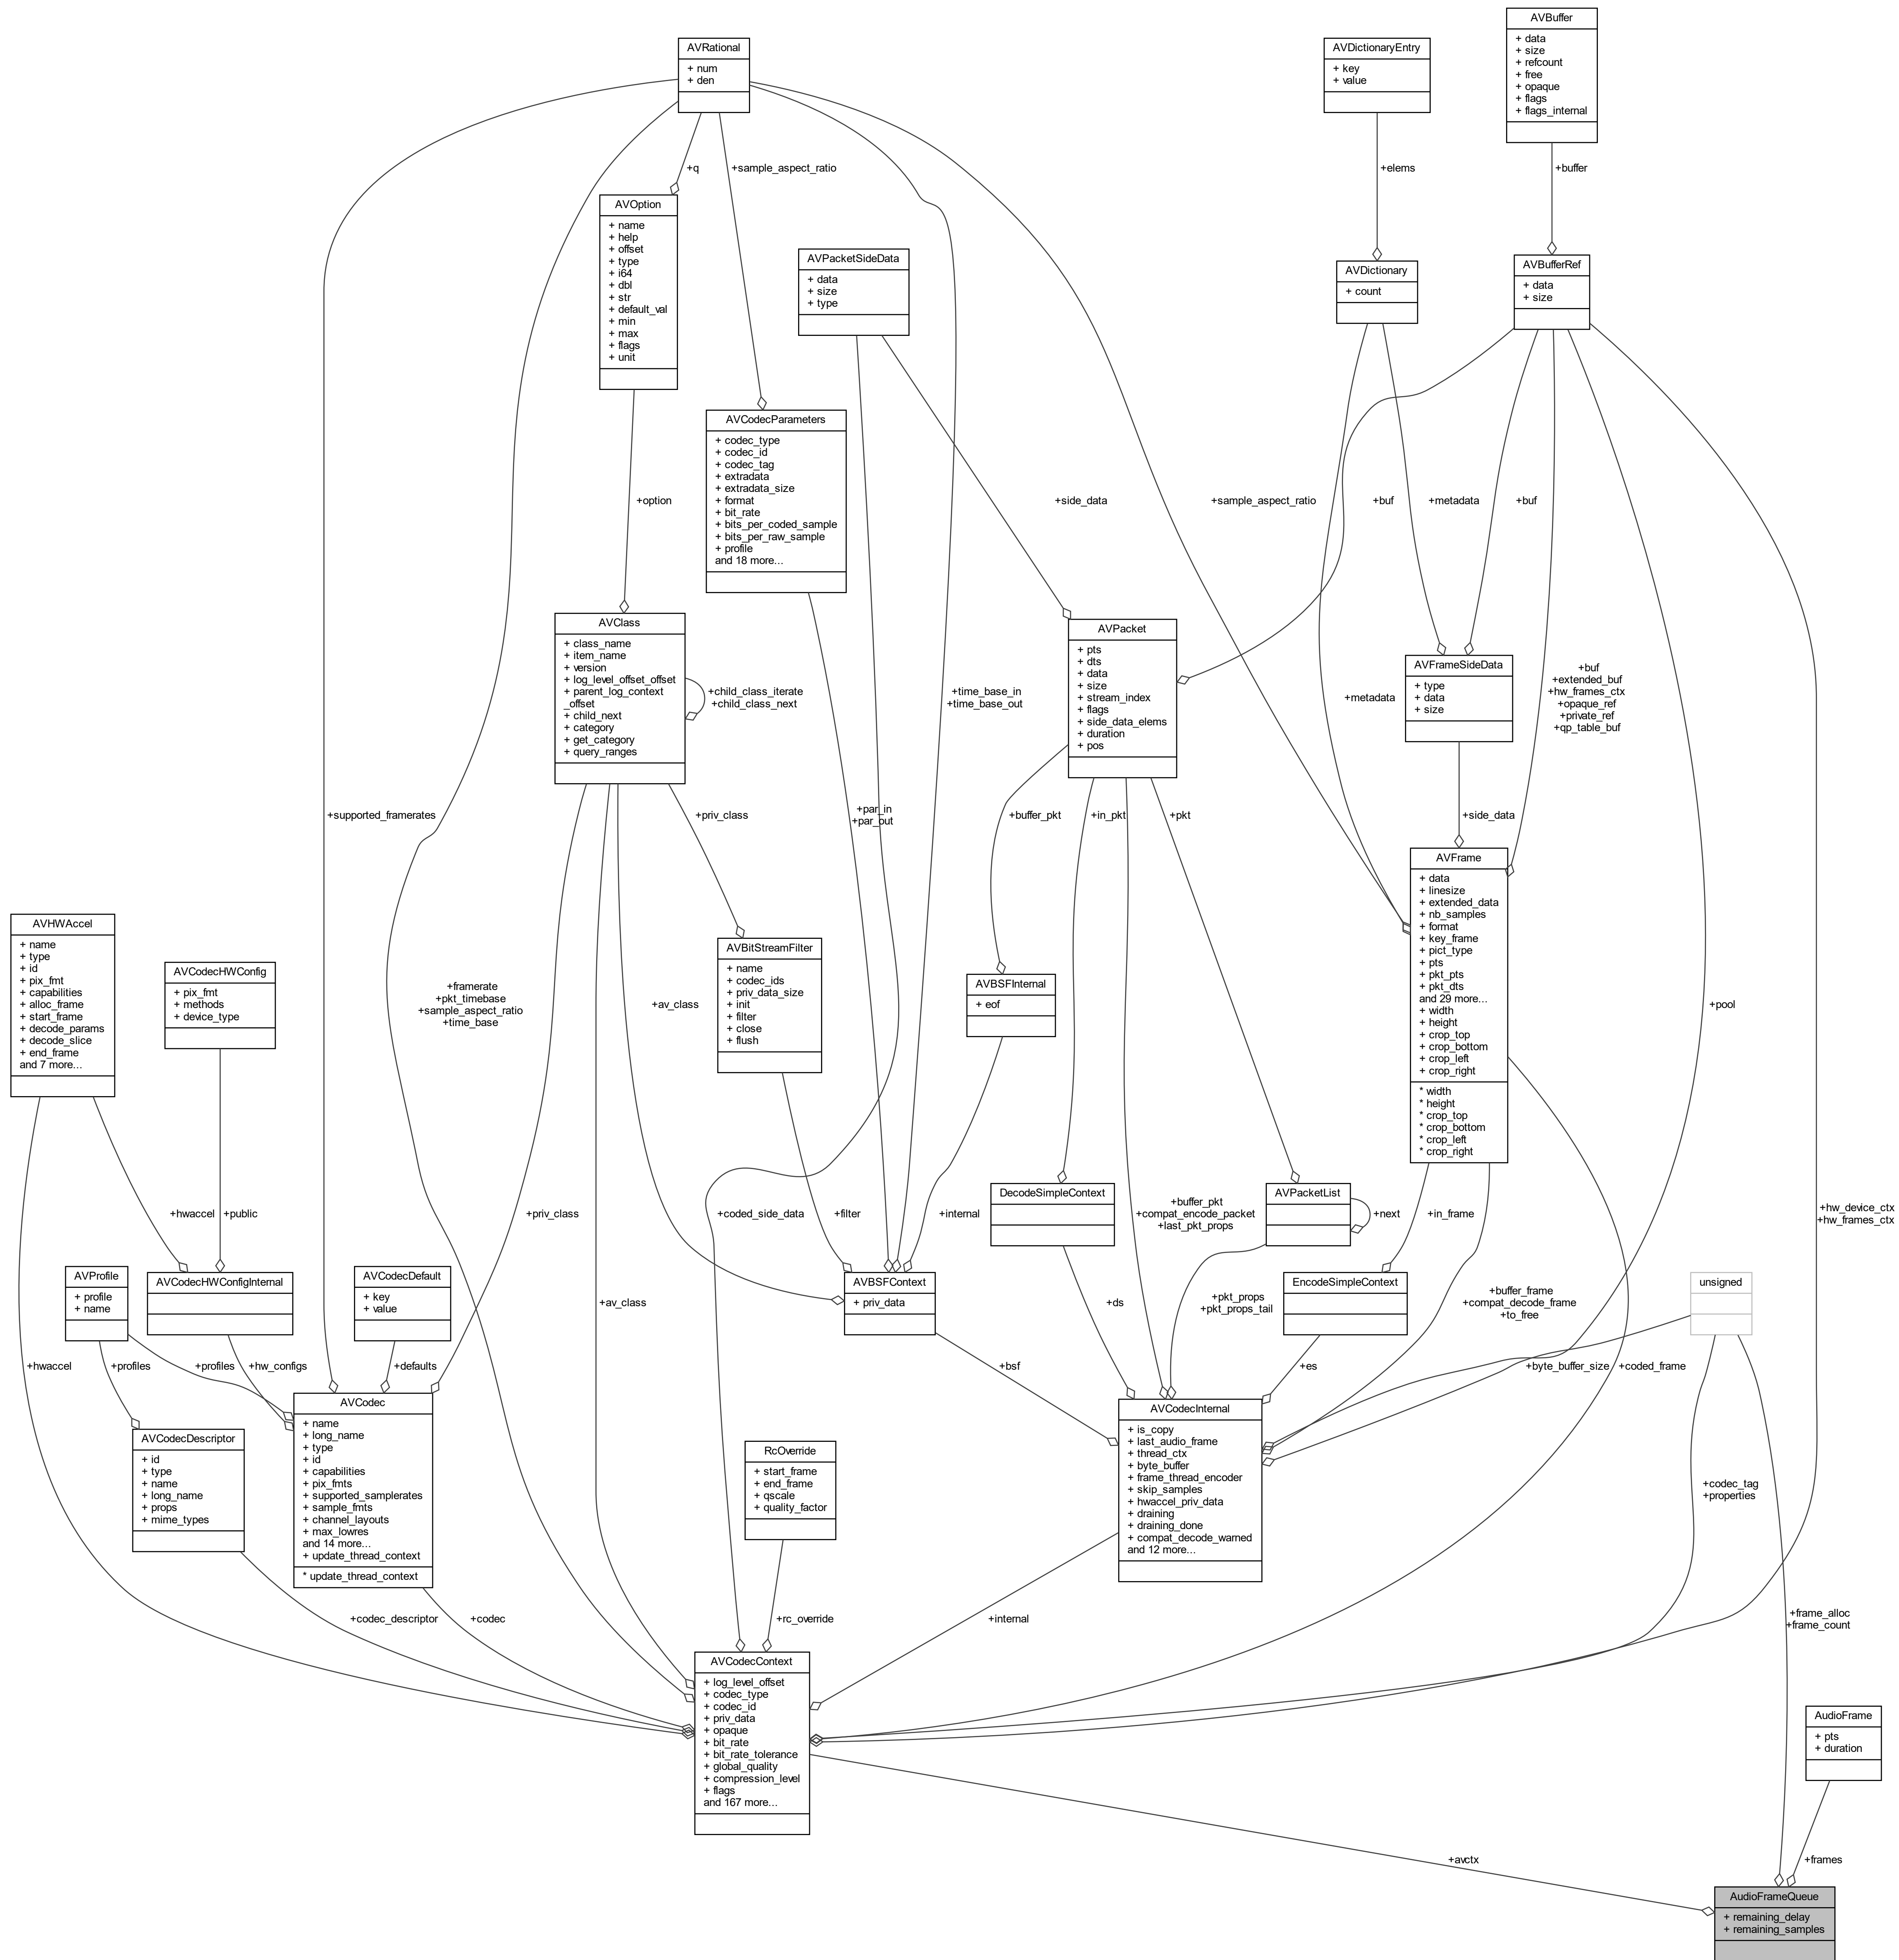 AVBuffer
+ data
+ size
+ refcount
+ free
+ opaque
+ flags
+ flags_internal
AVRational
+ num
+ den
AVDictionaryEntry
+ key
+ value
+q
+sample_aspect_ratio
+elems
+buffer
AVOption
+ name
+ help
+ offset
+ type
+ i64
+ dbl
+ str
+ default_val
+ min
+ max
+ flags
+ unit
AVPacketSideData
+ data
+ size
+ type
AVDictionary
+ count
AVBufferRef
+ data
+ size
AVCodecParameters
+ codec_type
+ codec_id
+ codec_tag
+ extradata
+ extradata_size
+ format
+ bit_rate
+ bits_per_coded_sample
+ bits_per_raw_sample
+ profile
and 18 more...
+option
+side_data
+sample_aspect_ratio
+buf
+metadata
+buf
AVClass
+ class_name
+ item_name
+ version
+ log_level_offset_offset
+ parent_log_context
_offset
+ child_next
+ category
+ get_category
+ query_ranges
+child_class_iterate
+child_class_next
+time_base_in
+time_base_out
AVPacket
+ pts
+ dts
+ data
+ size
+ stream_index
+ flags
+ side_data_elems
+ duration
+ pos
+metadata
AVFrameSideData
+ type
+ data
+ size
+buf
+extended_buf
+hw_frames_ctx
+opaque_ref
+private_ref
+qp_table_buf
+supported_framerates
+priv_class
+par_in
+par_out
+buffer_pkt
+in_pkt
+pkt
+side_data
AVFrame
+ data
+ linesize
+ extended_data
+ nb_samples
+ format
+ key_frame
+ pict_type
+ pts
+ pkt_pts
+ pkt_dts
and 29 more...
+ width
+ height
+ crop_top
+ crop_bottom
+ crop_left
+ crop_right
* width
* height
* crop_top
* crop_bottom
* crop_left
* crop_right
AVHWAccel
+ name
+ type
+ id
+ pix_fmt
+ capabilities
+ alloc_frame
+ start_frame
+ decode_params
+ decode_slice
+ end_frame
and 7 more...
AVCodecHWConfig
+ pix_fmt
+ methods
+ device_type
+framerate
+pkt_timebase
+sample_aspect_ratio
+time_base
+av_class
AVBitStreamFilter
+ name
+ codec_ids
+ priv_data_size
+ init
+ filter
+ close
+ flush
AVBSFInternal
+ eof
+pool
+hwaccel
+public
+priv_class
+coded_side_data
+filter
+internal
DecodeSimpleContext
+buffer_pkt
+compat_encode_packet
+last_pkt_props
AVPacketList
+next
+in_frame
+hw_device_ctx
+hw_frames_ctx
AVProfile
+ profile
+ name
AVCodecHWConfigInternal
AVCodecDefault
+ key
+ value
+av_class
AVBSFContext
+ priv_data
+ds
+pkt_props
+pkt_props_tail
EncodeSimpleContext
+buffer_frame
+compat_decode_frame
+to_free
unsigned
+hwaccel
+profiles
+profiles
+hw_configs
+defaults
+bsf
+es
+byte_buffer_size
+coded_frame
AVCodecDescriptor
+ id
+ type
+ name
+ long_name
+ props
+ mime_types
AVCodec
+ name
+ long_name
+ type
+ id
+ capabilities
+ pix_fmts
+ supported_samplerates
+ sample_fmts
+ channel_layouts
+ max_lowres
and 14 more...
+ update_thread_context
* update_thread_context
RcOverride
+ start_frame
+ end_frame
+ qscale
+ quality_factor
AVCodecInternal
+ is_copy
+ last_audio_frame
+ thread_ctx
+ byte_buffer
+ frame_thread_encoder
+ skip_samples
+ hwaccel_priv_data
+ draining
+ draining_done
+ compat_decode_warned
and 12 more...
+codec_tag
+properties
+codec_descriptor
+codec
+rc_override
+internal
+frame_alloc
+frame_count
AVCodecContext
+ log_level_offset
+ codec_type
+ codec_id
+ priv_data
+ opaque
+ bit_rate
+ bit_rate_tolerance
+ global_quality
+ compression_level
+ flags
and 167 more...
AudioFrame
+ pts
+ duration
+avctx
+frames
AudioFrameQueue
+ remaining_delay
+ remaining_samples